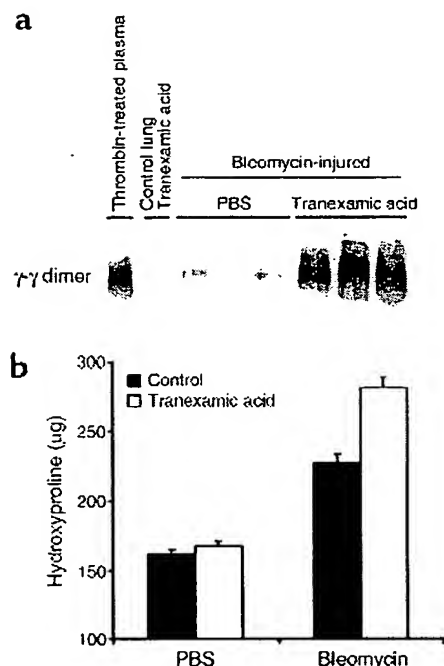 a
Thrombin-treated plasma
Control lung
Tranexamic acid
Bleomycin-injured
PBS
Tranexamic acid
γ-γ dimer
b
300
250
200
150
100
Hydroxyproline (µg)
Control
Tranexamic acid
PBS
Bleomycin